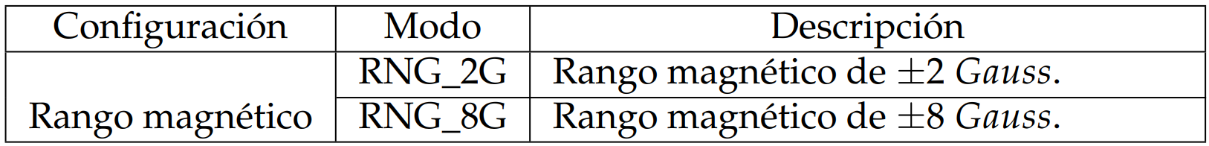 Configuración Modo Descripción
RNG_2G Rango magnético de ±2 Gauss.
Rango magnético RNG_8G Rango magnético de ±8 Gauss.